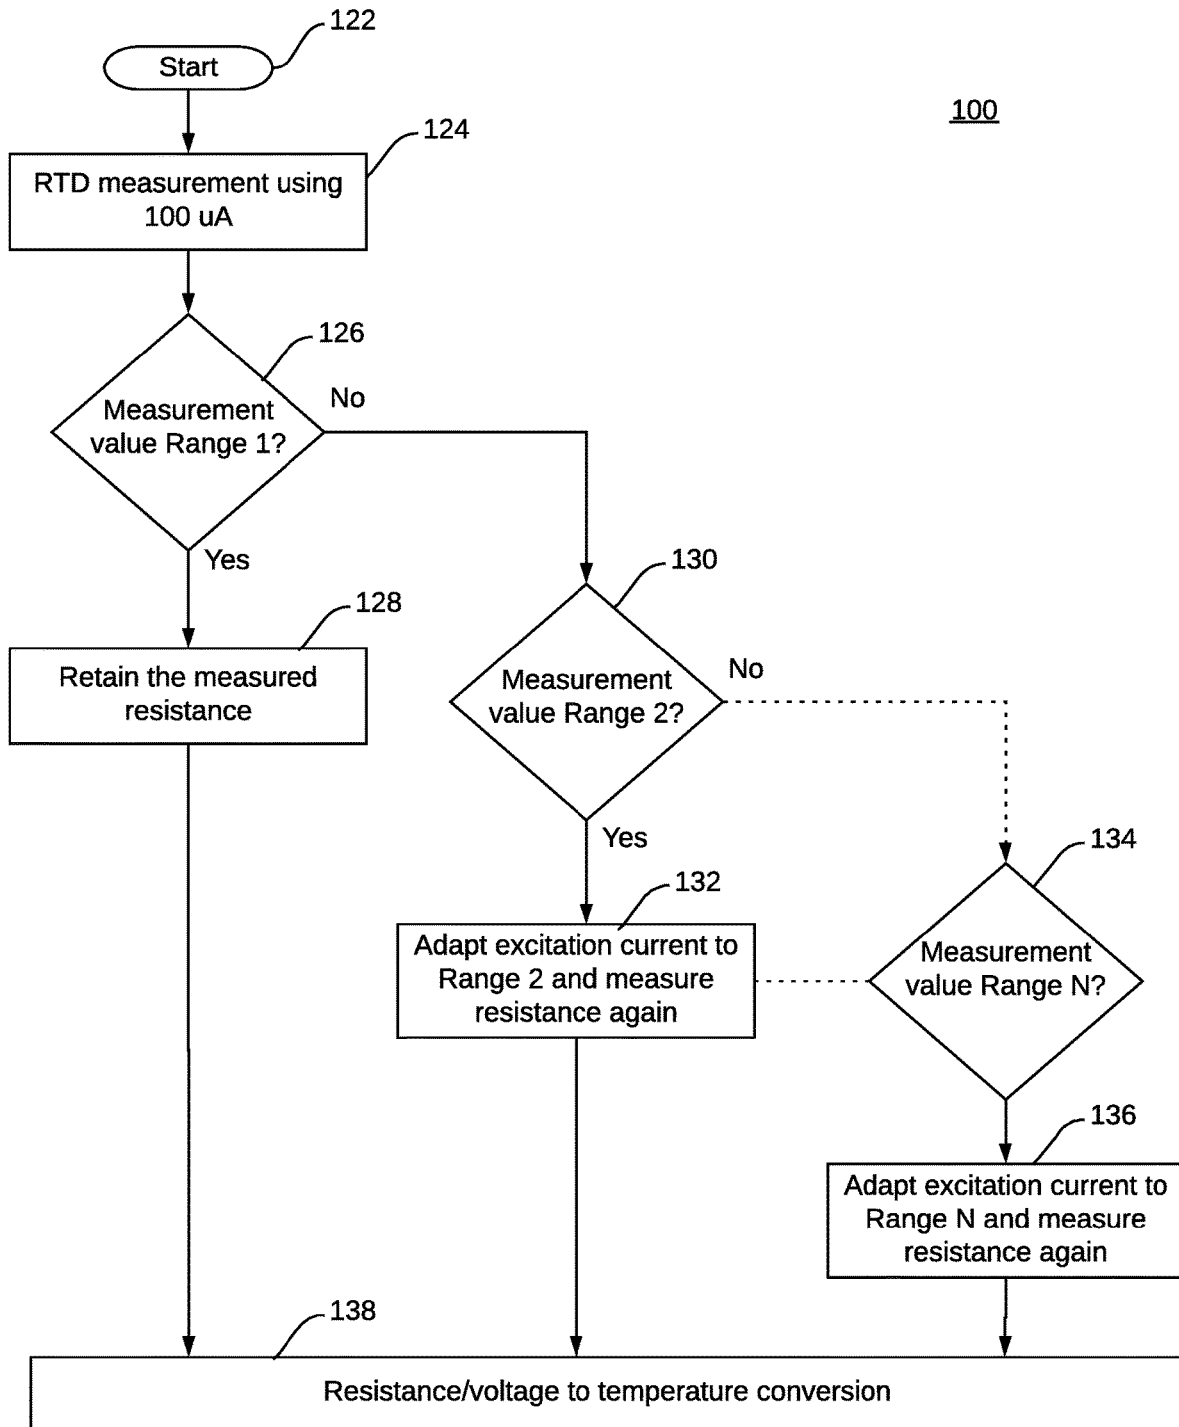 122
Start
100
124
RTD measurement using
100 uA
126
Measurement
value Range 1?
No
Yes
128
Retain the measured
resistance
130
Measurement
value Range 2?
No
Yes
132
Adapt excitation current to
Range 2 and measure
resistance again
134
Measurement
value Range N?
136
Adapt excitation current to
Range N and measure
resistance again
138
Resistance/voltage to temperature conversion